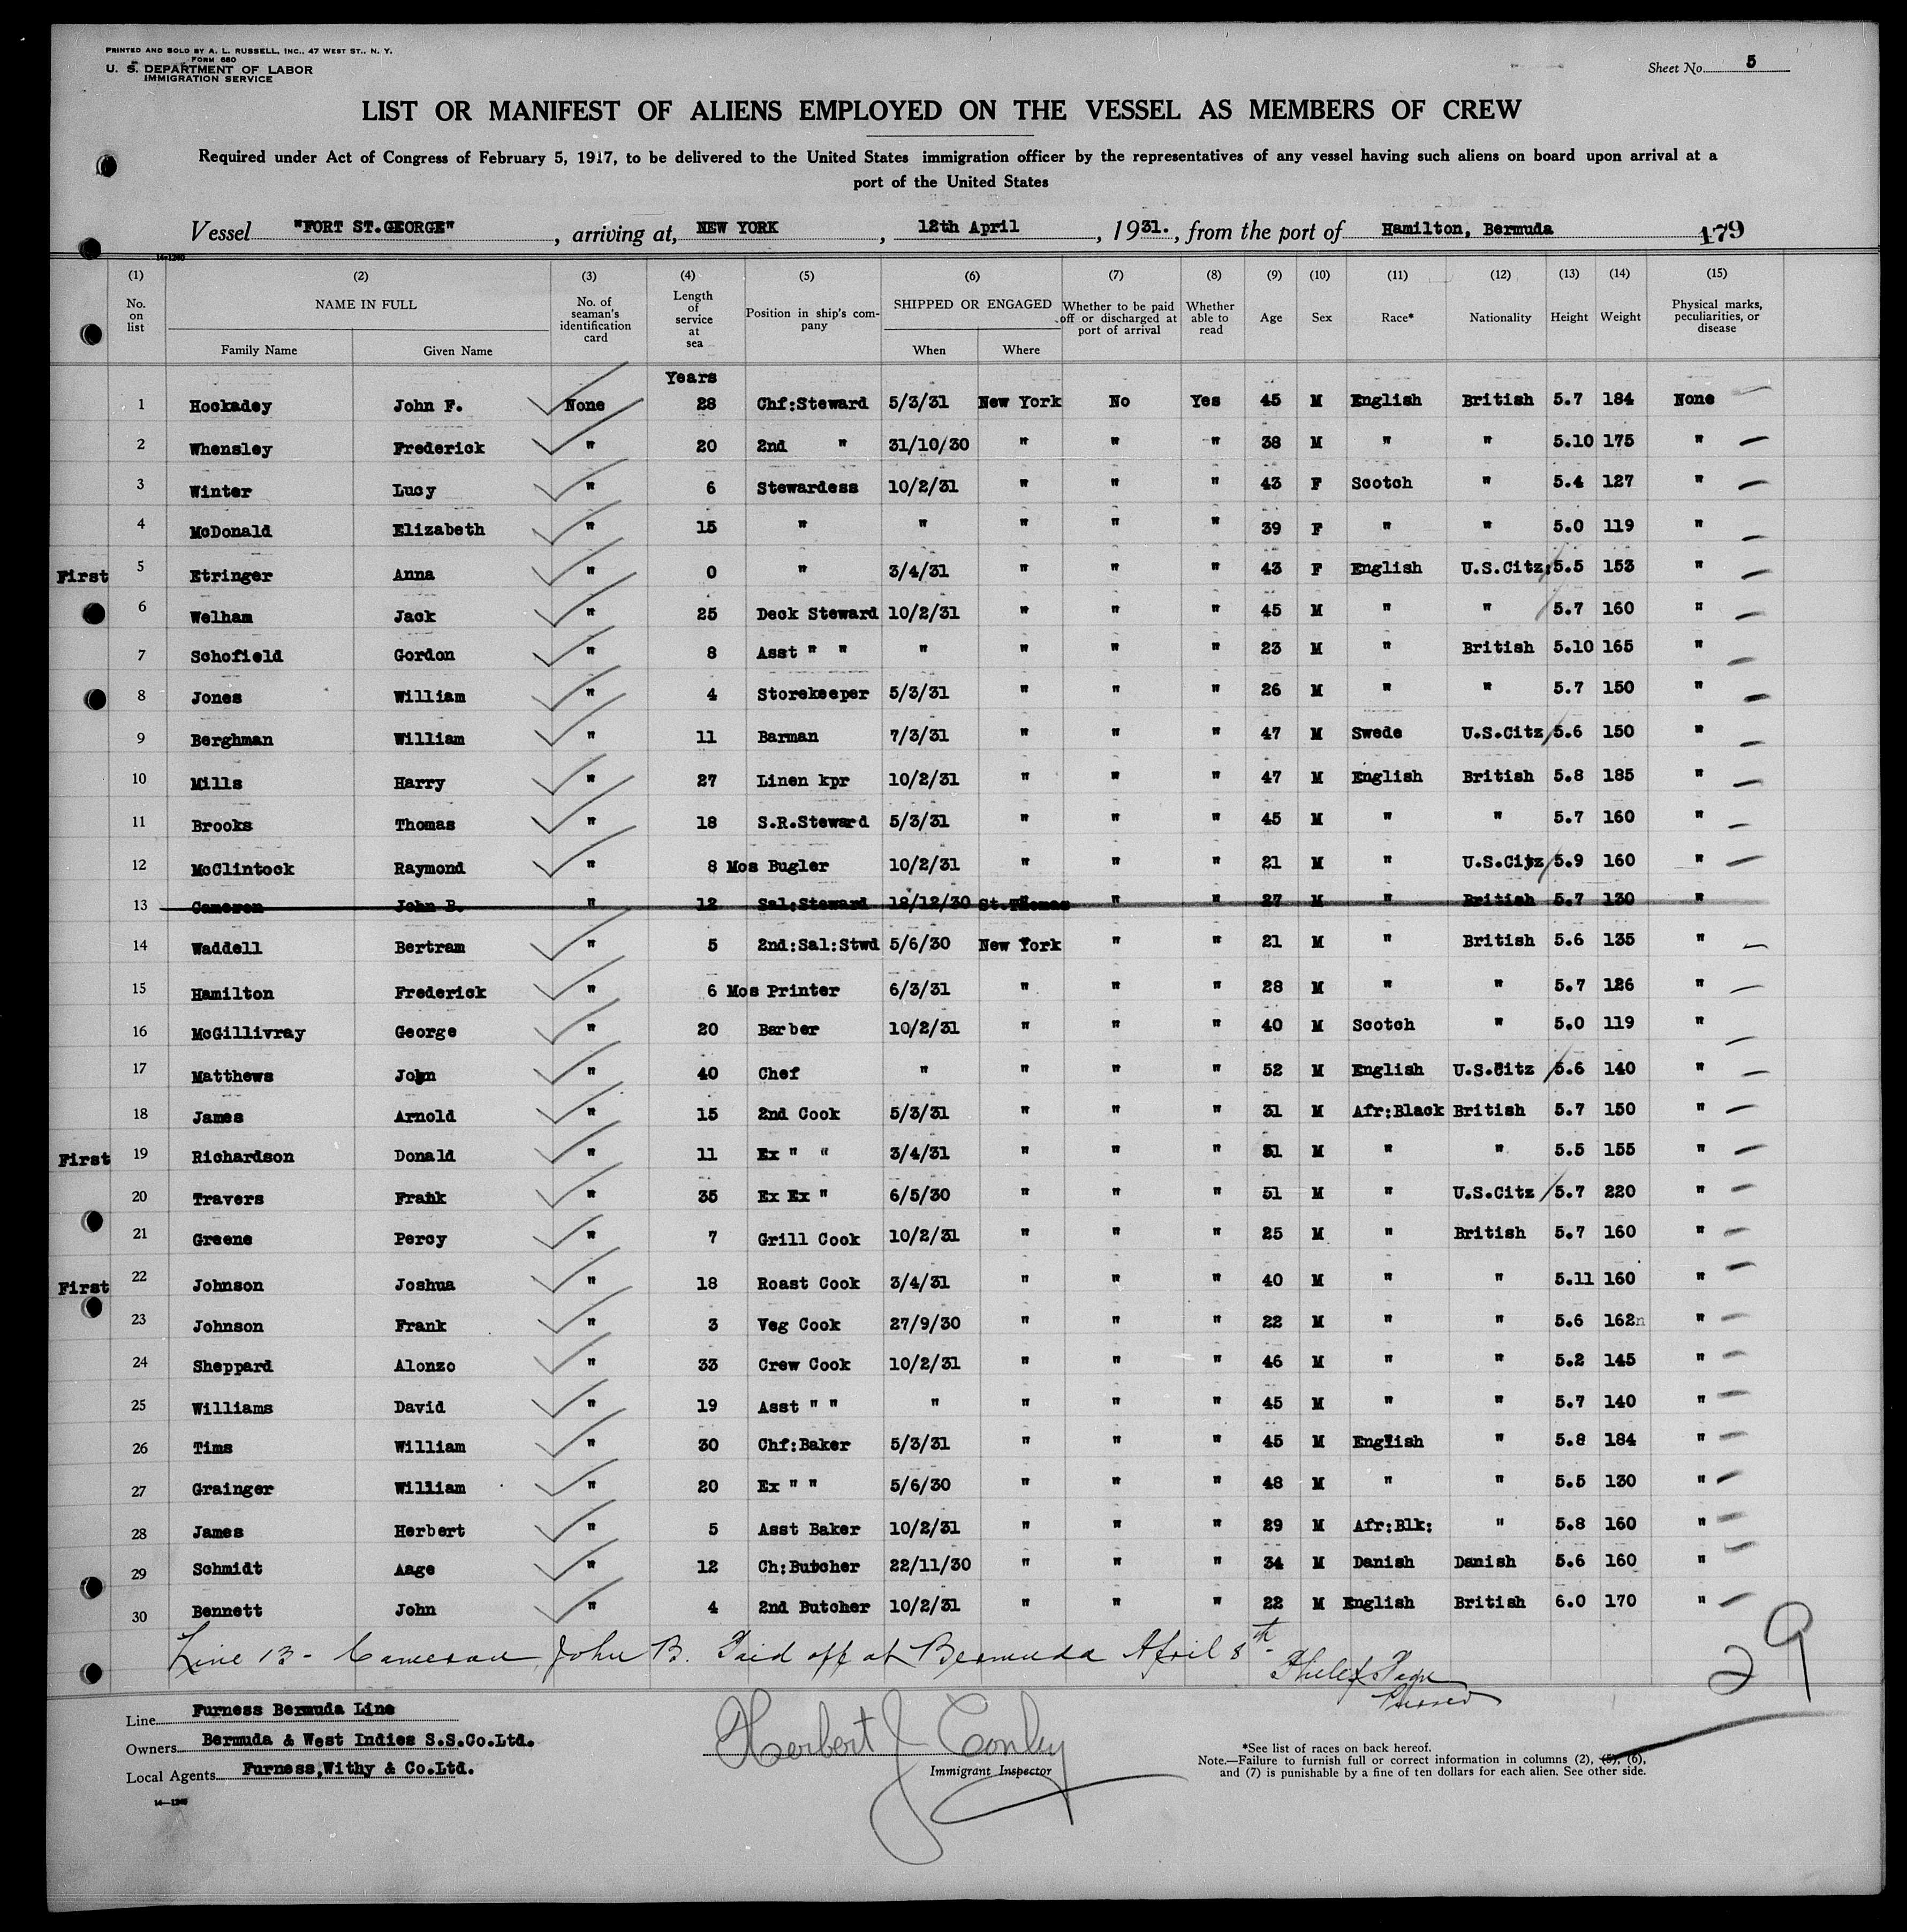 PRINTED AND SOLD BY A. L. RUSSELL, INC., 47 WEST ST., N. Y.
FORM 680
U. S. DEPARTMENT OF LABOR
IMMIGRATION SERVICE
Sheet No. 5
LIST OR MANIFEST OF ALIENS EMPLOYED ON THE VESSEL AS MEMBERS OF CREW
Required under Act of Congress of February 5, 1917, to be delivered to the United States immigration officer by the representatives of any vessel having such aliens on board upon arrival at a
port of the United States
Vessel "FORT ST.GEORGE", arriving at, NEW YORK, 12th April, 1931., from the port of Hamilton, Bermuda 179
14-1240
(1) (2) (3) (4) (5) (6) (7) (8) (9) (10) (11) (12) (13) (14) (15)
No. on list NAME IN FULL Family Name Given Name No. of seaman's identification card Length of service at sea Position in ship's company SHIPPED OR ENGAGED When Where Whether to be paid off or discharged at port of arrival Whether able to read Age Sex Race* Nationality Height Weight Physical marks, peculiarities, or disease
Years
1 Hockadey John F. None 28 Chf:Steward 5/3/31 New York No Yes 45 M English British 5.7 184 None
2 Whensley Frederick " 20 2nd " 31/10/30 " " " 38 M " " 5.10 175 "
3 Winter Lucy " 6 Stewardess 10/2/31 " " " 43 F Scotch " 5.4 127 "
4 McDonald Elizabeth " 15 " " " " " 39 F " " 5.0 119 "
First 5 Etringer Anna " 0 " 3/4/31 " " " 43 F English U.S.Citz: 5.5 153 "
6 Welham Jack " 25 Deck Steward 10/2/31 " " " 45 M " " 5.7 160 "
7 Schofield Gordon " 8 Asst " " " " " " 23 M " British 5.10 165 "
8 Jones William " 4 Storekeeper 5/3/31 " " " 26 M " " 5.7 150 "
9 Berghman William " 11 Barman 7/3/31 " " " 47 M Swede U.S.Citz 5.6 150 "
10 Mills Harry " 27 Linen kpr 10/2/31 " " " 47 M English British 5.8 185 "
11 Brooks Thomas " 18 S.R.Steward 5/3/31 " " " 45 M " " 5.7 160 "
12 McClintock Raymond " 8 Mos Bugler 10/2/31 " " " 21 M " U.S.Citz 5.9 160 "
13 Cameron John B. " 12 Sal:Steward 18/12/30 St.Thomas " " 27 M " British 5.7 130 "
14 Waddell Bertram " 5 2nd:Sal:Stwd 5/6/30 New York " " 21 M " British 5.6 135 "
15 Hamilton Frederick " 6 Mos Printer 6/3/31 " " " 28 M " " 5.7 126 "
16 McGillivray George " 20 Barber 10/2/31 " " " 40 M Scotch " 5.0 119 "
17 Matthews John " 40 Chef " " " " 52 M English U.S.Citz 5.6 140 "
18 James Arnold " 15 2nd Cook 5/3/31 " " " 31 M Afr:Black British 5.7 150 "
First 19 Richardson Donald " 11 Ex " " 3/4/31 " " " 31 M " " 5.5 155 "
20 Travers Frank " 35 Ex Ex " 6/5/30 " " " 51 M " U.S.Citz 5.7 220 "
21 Greene Percy " 7 Grill Cook 10/2/31 " " " 25 M " British 5.7 160 "
First 22 Johnson Joshua " 18 Roast Cook 3/4/31 " " " 40 M " " 5.11 160 "
23 Johnson Frank " 3 Veg Cook 27/9/30 " " " 22 M " " 5.6 162 "
24 Sheppard Alonzo " 33 Crew Cook 10/2/31 " " " 46 M " " 5.2 145 "
25 Williams David " 19 Asst " " " " " " 45 M " " 5.7 140 "
26 Tims William " 30 Chf:Baker 5/3/31 " " " 45 M English " 5.8 184 "
27 Grainger William " 20 Ex " " 5/6/30 " " " 48 M " " 5.5 130 "
28 James Herbert " 5 Asst Baker 10/2/31 " " " 29 M Afr:Blk: " 5.8 160 "
29 Schmidt Aage " 12 Ch:Butcher 22/11/30 " " " 34 M Danish Danish 5.6 160 "
30 Bennett John " 4 2nd Butcher 10/2/31 " " " 22 M English British 6.0 170 "
Line 13 - Cameron, John B. Paid off at Bermuda April 8th
29
Line Furness Bermuda Line
Owners Bermuda & West Indies S.S.Co.Ltd.
Local Agents Furness,Withy & Co.Ltd.
14-1240
Herbert J Conley
Immigrant Inspector
*See list of races on back hereof.
Note.—Failure to furnish full or correct information in columns (2), (5), (6),
and (7) is punishable by a fine of ten dollars for each alien. See other side.